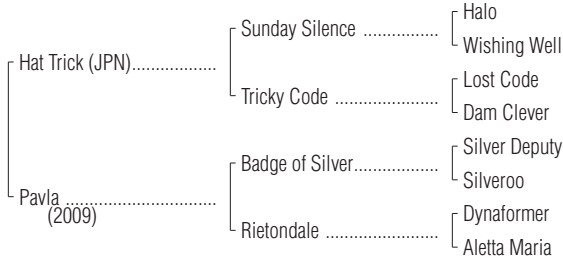 Halo
Sunday Silence ................
Wishing Well
Hat Trick (JPN)..................
Lost Code
Tricky Code ......................
Dam Clever
Silver Deputy
Badge of Silver..................
Silveroo
Pavla ................................
(2009)
Dynaformer
Rietondale ........................
Aletta Maria